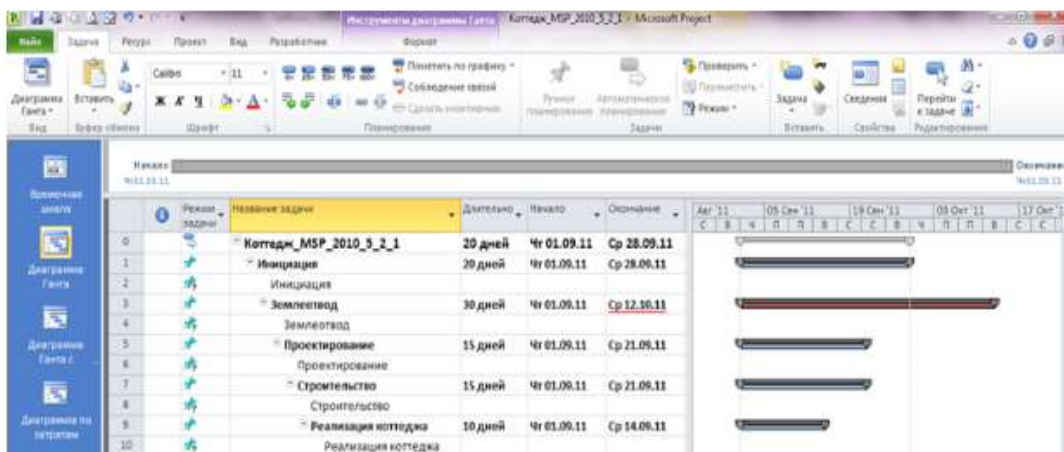 Инструменты диаграммы Ганта Коттедж_MSP_2010_5_2_1 - Microsoft Project
Файл Задача Ресурс Проект Вид Разработчик Формат
Calibri 11
Пометить по графику
Соблюдение связей
Сделать неактивной
Проверить
Переместить
Режим
Диаграмма Ганта
Вставить
Ручное планирование
Автоматическое планирование
Задача
Сведения
Перейти к задаче
Вид Буфер обмена Шрифт Планирование Задачи Вставить Свойства Редактирование
Начало
Окончание
Временная шкала
Диаграмма Ганта
Диаграмма Ганта с
Диаграмма по затратам
Режим задачи Название задачи Длительно Начало Окончание Авг '11 05 Сен '11 19 Сен '11 03 Окт '11 17 Окт '1
С В Ч П П В С С В Ч П П В С С
0 Коттедж_MSP_2010_5_2_1 20 дней Чт 01.09.11 Ср 28.09.11
1 Инициация 20 дней Чт 01.09.11 Ср 28.09.11
2 Инициация
3 Землеотвод 30 дней Чт 01.09.11 Ср 12.10.11
4 Землеотвод
5 Проектирование 15 дней Чт 01.09.11 Ср 21.09.11
6 Проектирование
7 Строительство 15 дней Чт 01.09.11 Ср 21.09.11
8 Строительство
9 Реализация коттеджа 10 дней Чт 01.09.11 Ср 14.09.11
10 Реализация коттеджа